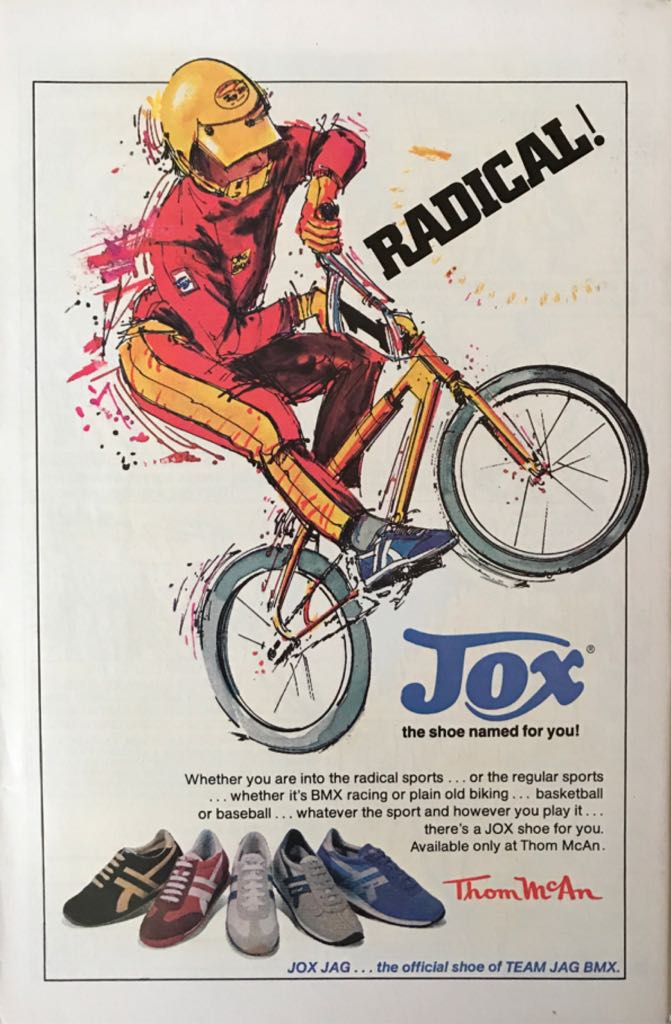 RADICAL!
1
Jox®
the shoe named for you!
Whether you are into the radical sports . . . or the regular sports
. . . whether it's BMX racing or plain old biking . . . basketball
or baseball . . . whatever the sport and however you play it . . .
there's a JOX shoe for you.
Available only at Thom McAn.
Thom McAn
JOX JAG . . . the official shoe of TEAM JAG BMX.